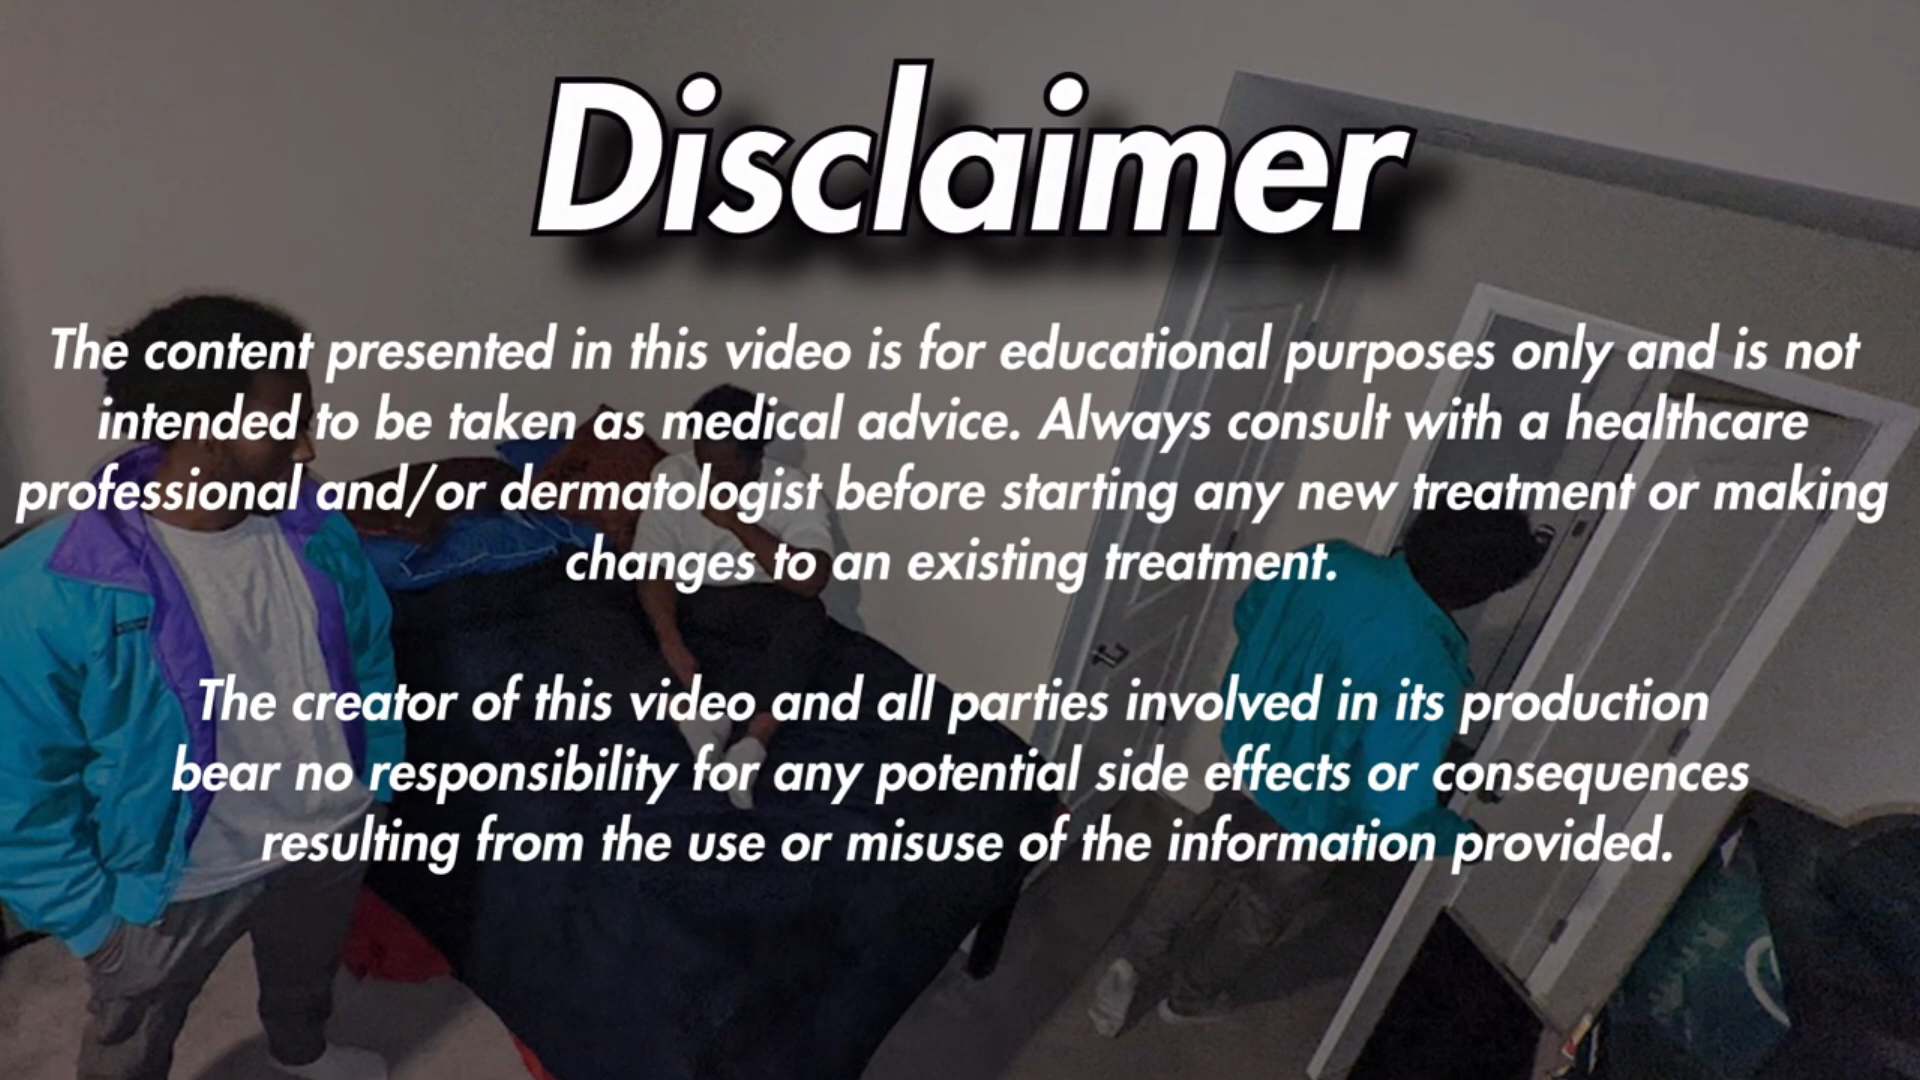 Disclaimer
The content presented in this video is for educational purposes only and is not
intended to be taken as medical advice. Always consult with a healthcare
professional and/or dermatologist before starting any new treatment or making
changes to an existing treatment.
The creator of this video and all parties involved in its production
bear no responsibility for any potential side effects or consequences
resulting from the use or misuse of the information provided.